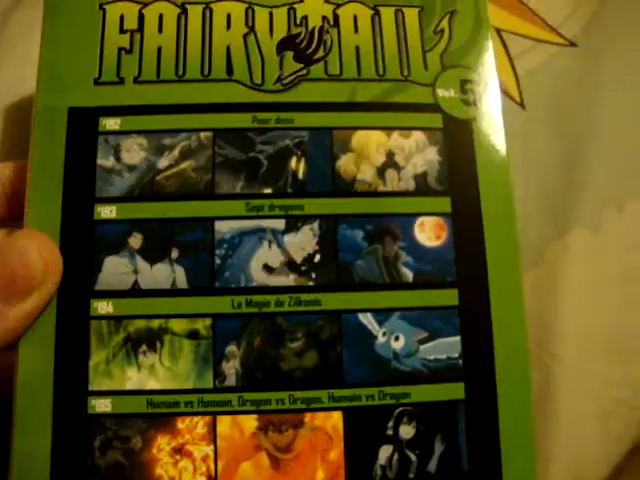 FAIRY TAIL
Vol. 5
#192
Pour deux
#193
Sept dragons
#194
La Magie de Zilkonis
#195
Humain vs Humain, Dragon vs Dragon, Humain vs Dragon